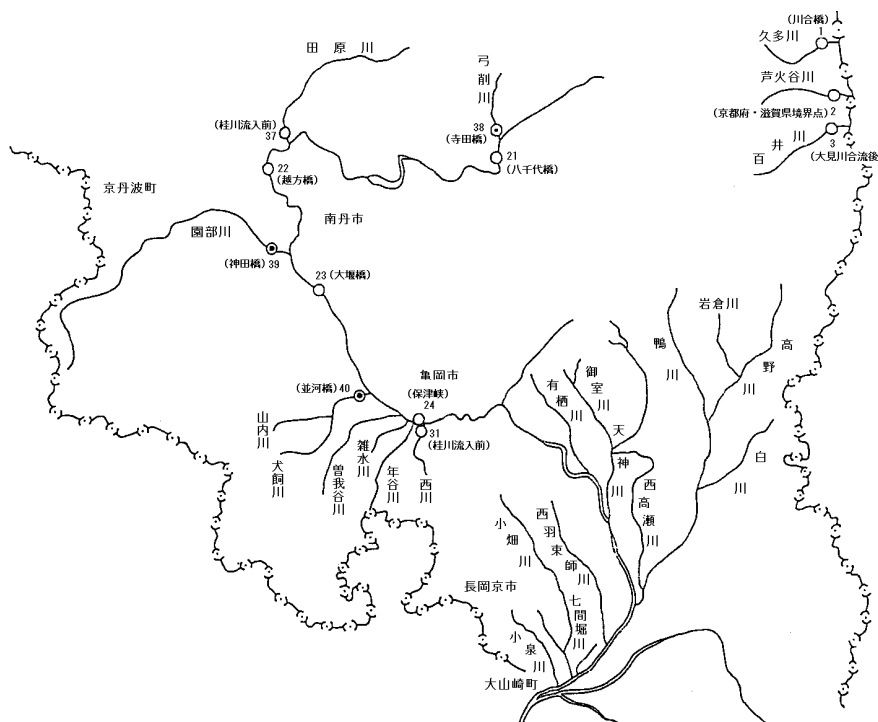 (川合橋)
1
久多川
田原川
弓削川
芦火谷川
2
(京都府・滋賀県境界点)
3
(大見川合流後
百井川
(桂川流入前)
37
38
(寺田橋)
22
(越方橋)
21
(八千代橋)
京丹波町
南丹市
園部川
(神田橋) 39
23 (大堰橋)
岩倉川
鴨川
高野川
御室川
有栖川
亀岡市
(並河橋) 40
(保津峡)
24
31
(桂川流入前)
山内川
犬飼川
曽我谷川
雑水川
年谷川
西川
天神川
西高瀬川
白川
小畑川
西羽束師川
長岡京市
七間堀川
小泉川
大山崎町